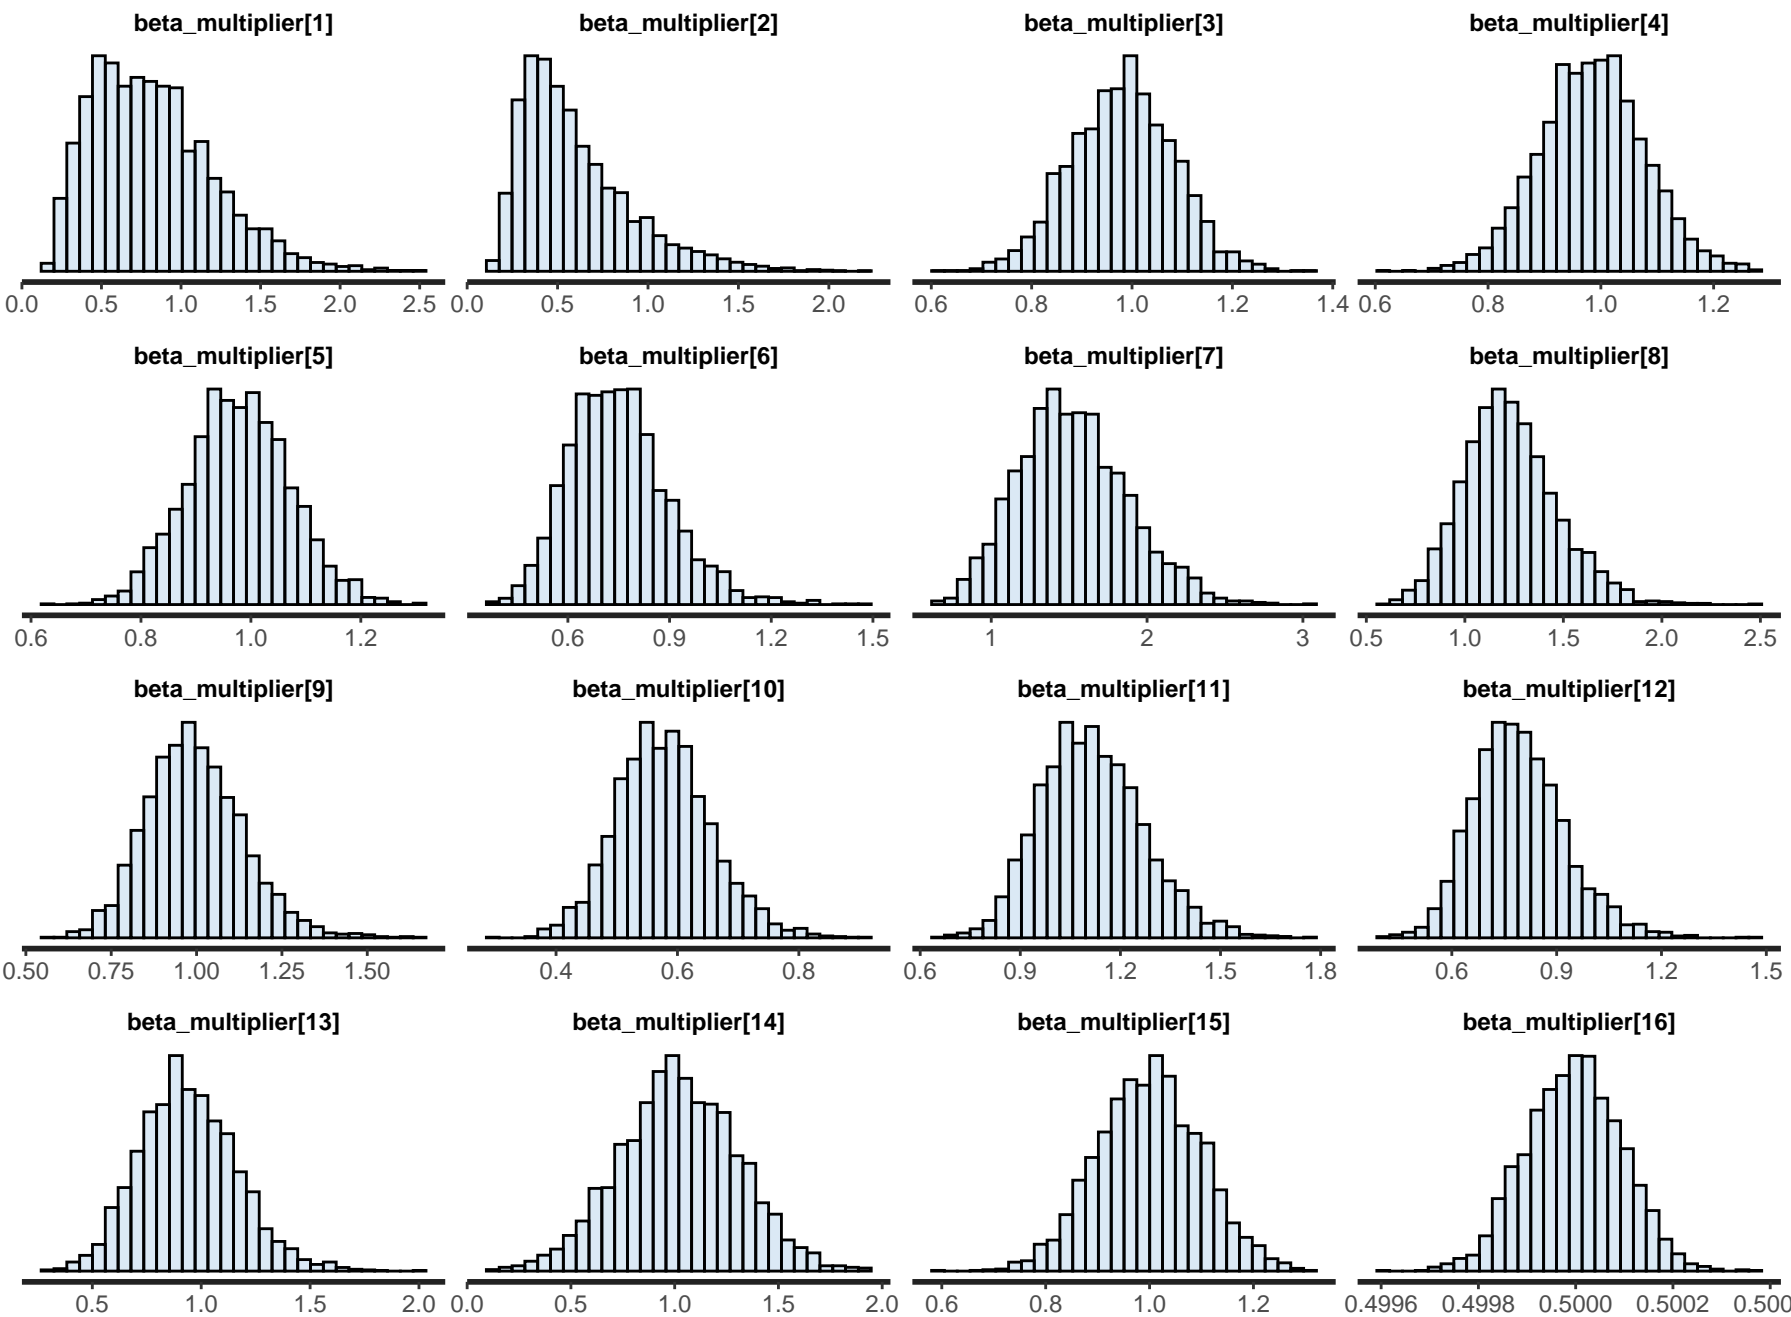 beta_multiplier[1] beta_multiplier[2] beta_multiplier[3] beta_multiplier[4]
0.0 0.5 1.0 1.5 2.0 2.5 0.0 0.5 1.0 1.5 2.0 0.6 0.8 1.0 1.2 1.4 0.6 0.8 1.0 1.2
beta_multiplier[5] beta_multiplier[6] beta_multiplier[7] beta_multiplier[8]
0.6 0.8 1.0 1.2 0.6 0.9 1.2 1.5 1 2 3 0.5 1.0 1.5 2.0 2.5
beta_multiplier[9] beta_multiplier[10] beta_multiplier[11] beta_multiplier[12]
0.50 0.75 1.00 1.25 1.50 0.4 0.6 0.8 0.6 0.9 1.2 1.5 1.8 0.6 0.9 1.2 1.5
beta_multiplier[13] beta_multiplier[14] beta_multiplier[15] beta_multiplier[16]
0.5 1.0 1.5 2.0 0.0 0.5 1.0 1.5 2.0 0.6 0.8 1.0 1.2 0.4996 0.4998 0.5000 0.5002 0.500